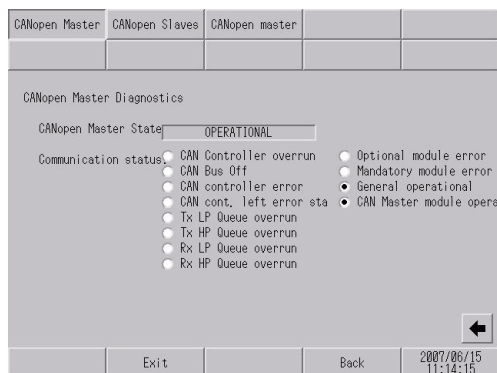 CANopen Master CANopen Slaves CANopen master
CANopen Master Diagnostics
CANopen Master State OPERATIONAL
Communication status:
CAN Controller overrun
CAN Bus Off
CAN controller error
CAN cont. left error sta
Tx LP Queue overrun
Tx HP Queue overrun
Rx LP Queue overrun
Rx HP Queue overrun
Optional module error
Mandatory module error
General operational
CAN Master module opera
Exit Back 2007/06/15
11:14:15